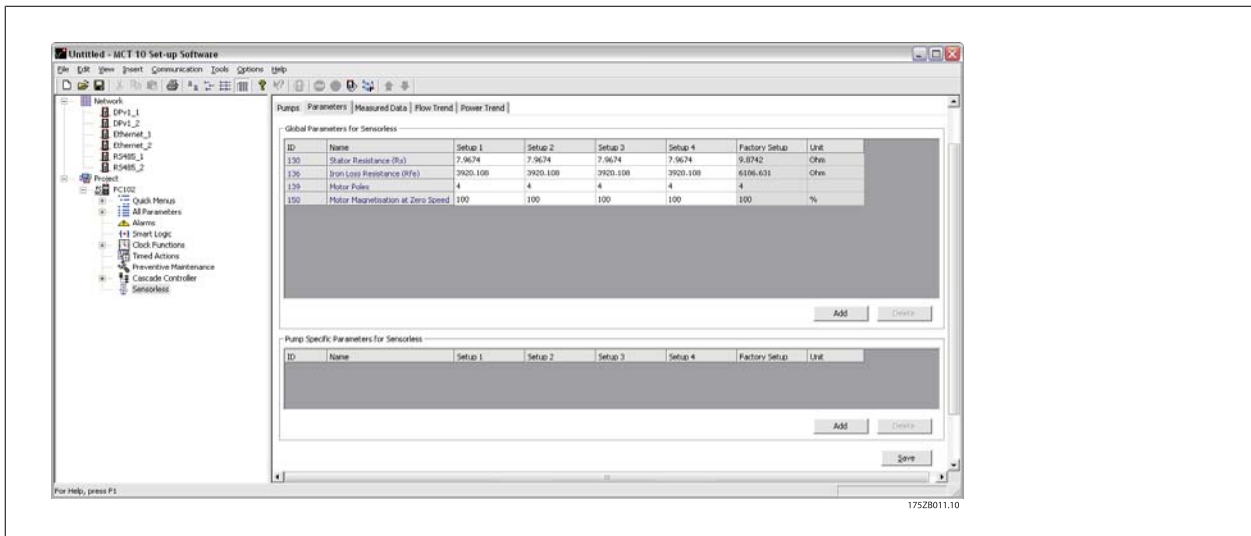 Untitled - MCT 10 Set-up Software
File Edit View Insert Communication Tools Options Help
Network
DPv1_1
DPv1_2
Ethernet_1
Ethernet_2
RS485_1
RS485_2
Project
FC102
Quick Menus
All Parameters
Alarms
Smart Logic
Clock Functions
Timed Actions
Preventive Maintenance
Cascade Controller
Sensorless
Pumps Parameters Measured Data Flow Trend Power Trend
Global Parameters for Sensorless
ID Name Setup 1 Setup 2 Setup 3 Setup 4 Factory Setup Unit
130 Stator Resistance (Rs) 7.9674 7.9674 7.9674 7.9674 9.8742 Ohm
136 Iron Loss Resistance (Rfe) 3920.108 3920.108 3920.108 3920.108 6106.631 Ohm
139 Motor Poles 4 4 4 4 4
150 Motor Magnetisation at Zero Speed 100 100 100 100 100 %
Add Delete
Pump Specific Parameters for Sensorless
ID Name Setup 1 Setup 2 Setup 3 Setup 4 Factory Setup Unit
Add Delete
Save
For Help, press F1
175ZB011.10